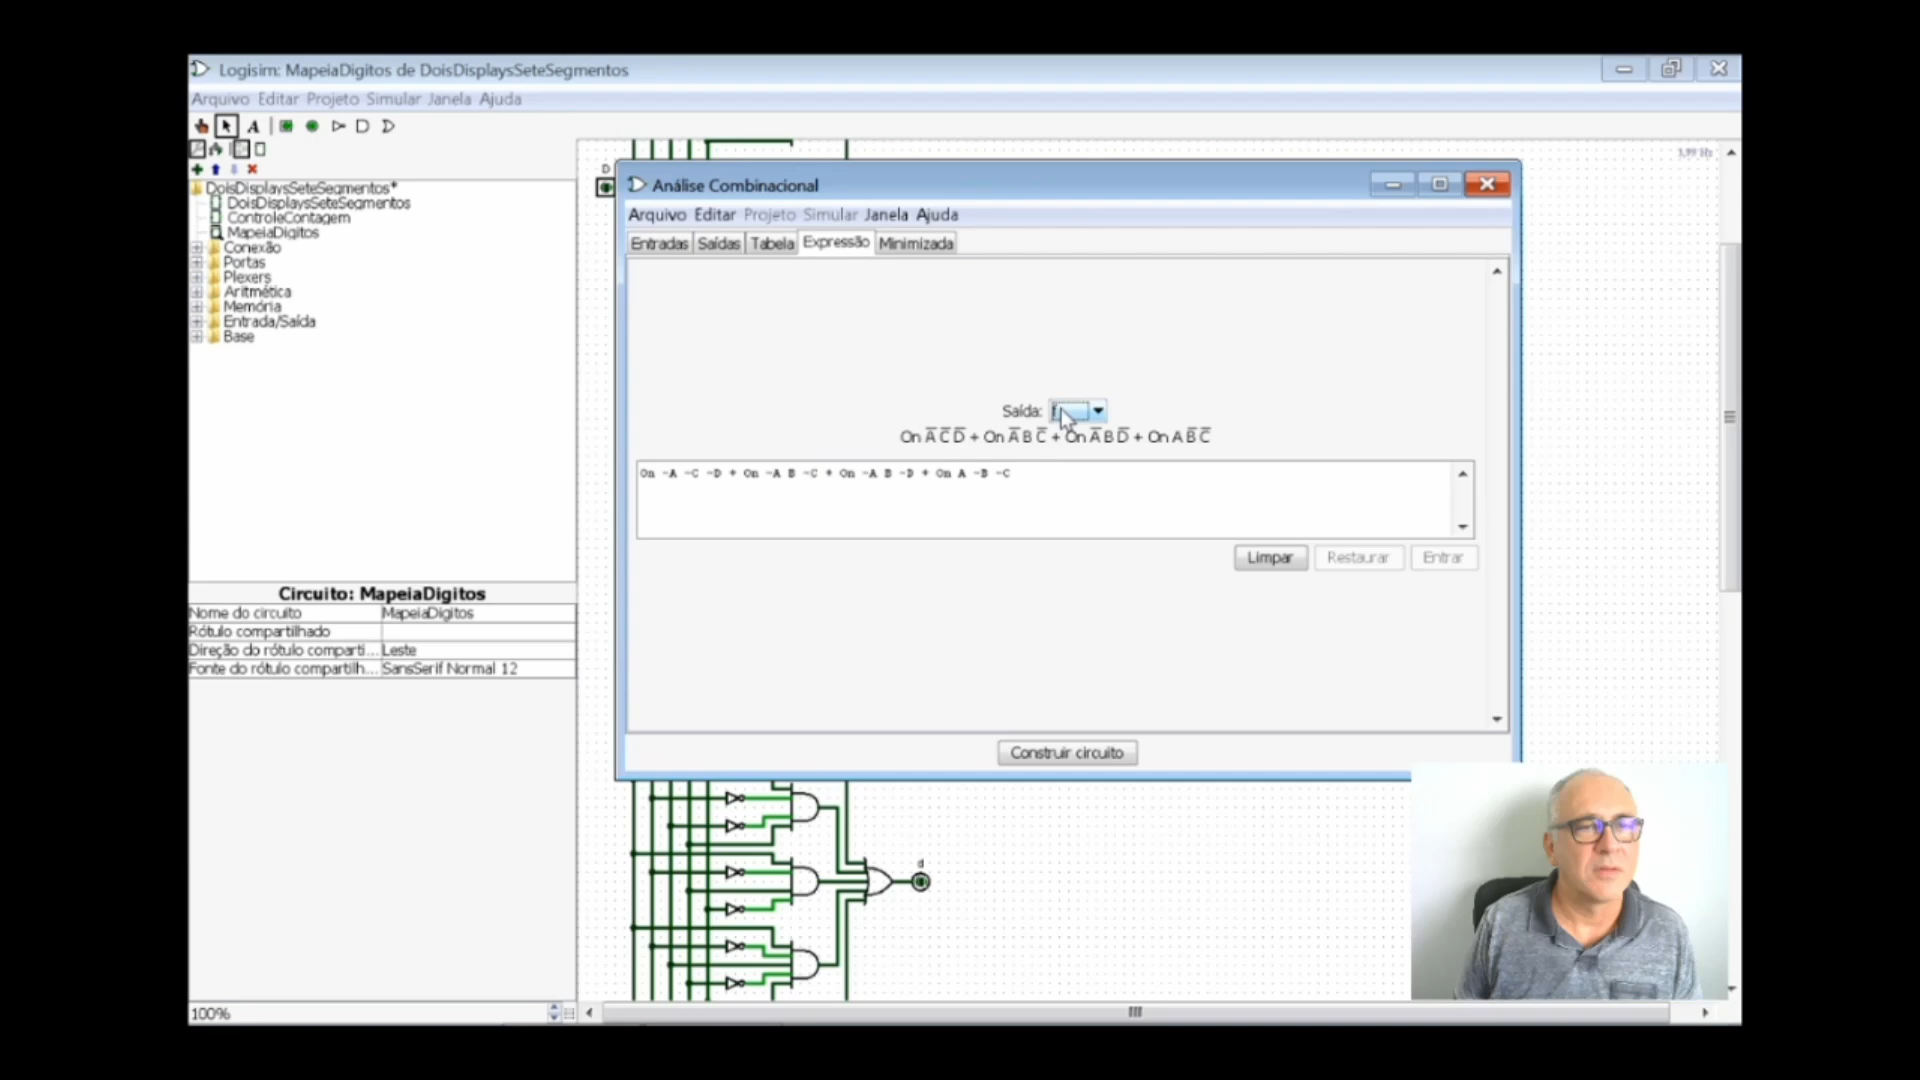 Logisim: MapeiaDigitos de DoisDisplaysSeteSegmentos
Arquivo Editar Projeto Simular Janela Ajuda
A
DoisDisplaysSeteSegmentos*
DoisDisplaysSeteSegmentos
ControleContagem
MapeiaDigitos
Conexão
Portas
Plexers
Aritmética
Memória
Entrada/Saída
Base
Circuito: MapeiaDigitos
Nome do circuito MapeiaDigitos
Rótulo compartilhado
Direção do rótulo comparti... Leste
Fonte do rótulo compartilh... SansSerif Normal 12
100%
D
Análise Combinacional
Arquivo Editar Projeto Simular Janela Ajuda
Entradas Saídas Tabela Expressão Minimizada
Saída:
On A̅ C̅ D̅ + On A̅ B C̅ + On A̅ B D̅ + On A B̅ C̅
On ~A ~C ~D + On ~A B ~C + On ~A B ~D + On A ~B ~C
Limpar Restaurar Entrar
Construir circuito
d